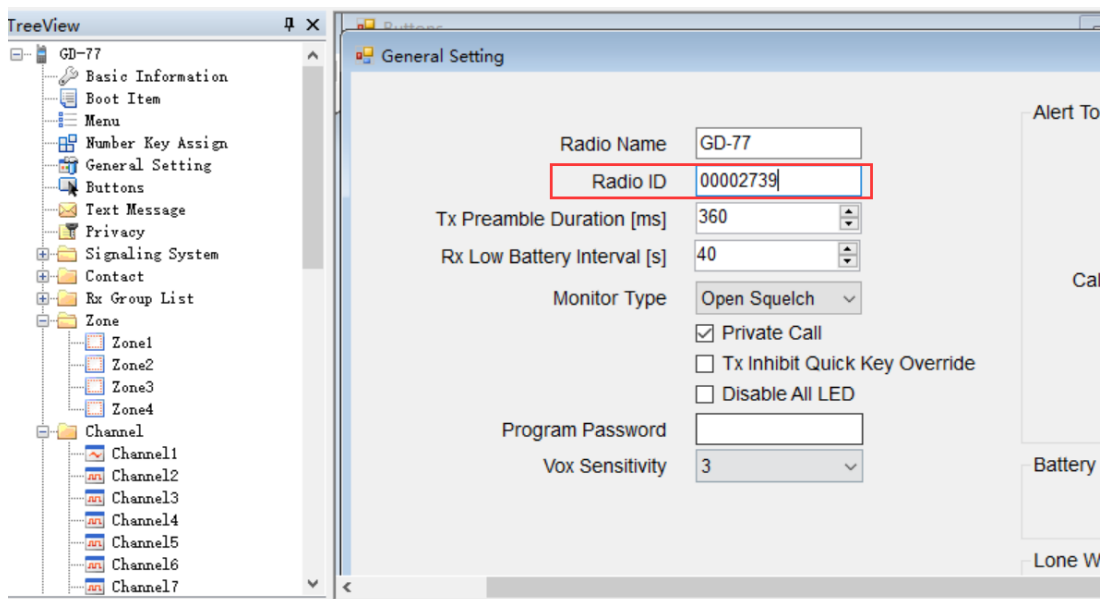 TreeView
GD-77
Basic Information
Boot Item
Menu
Number Key Assign
General Setting
Buttons
Text Message
Privacy
Signaling System
Contact
Rx Group List
Zone
Zone1
Zone2
Zone3
Zone4
Channel
Channel1
Channel2
Channel3
Channel4
Channel5
Channel6
Channel7
Buttons
General Setting
Radio Name GD-77
Radio ID 00002739
Tx Preamble Duration [ms] 360
Rx Low Battery Interval [s] 40
Monitor Type Open Squelch
Private Call
Tx Inhibit Quick Key Override
Disable All LED
Program Password
Vox Sensitivity 3
Alert To
Cal
Battery
Lone W